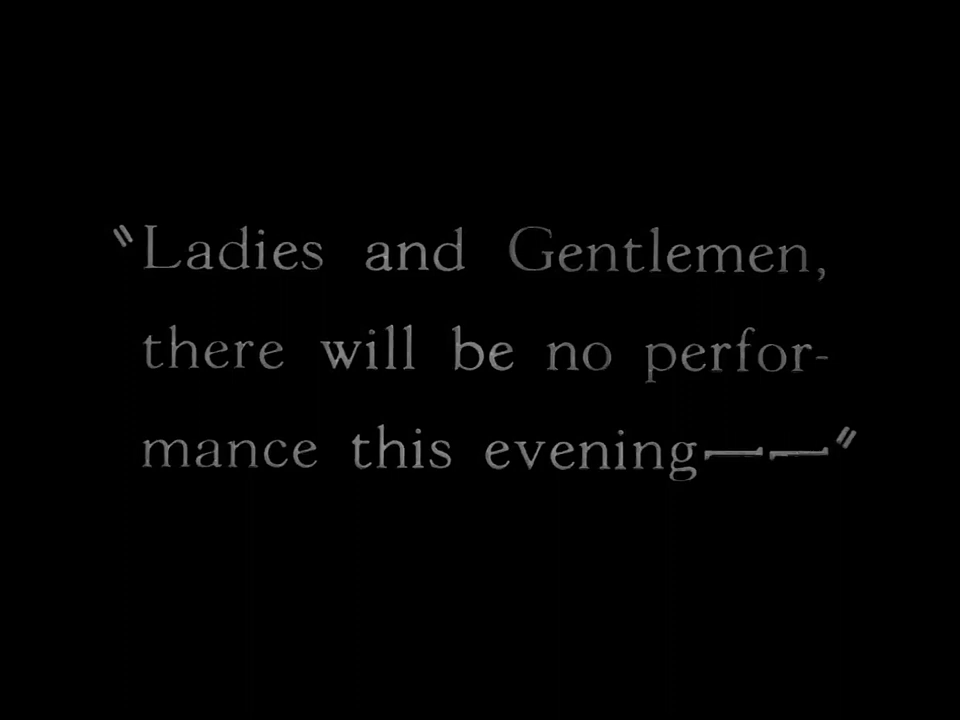 "Ladies and Gentlemen,
there will be no perfor-
mance this evening——"